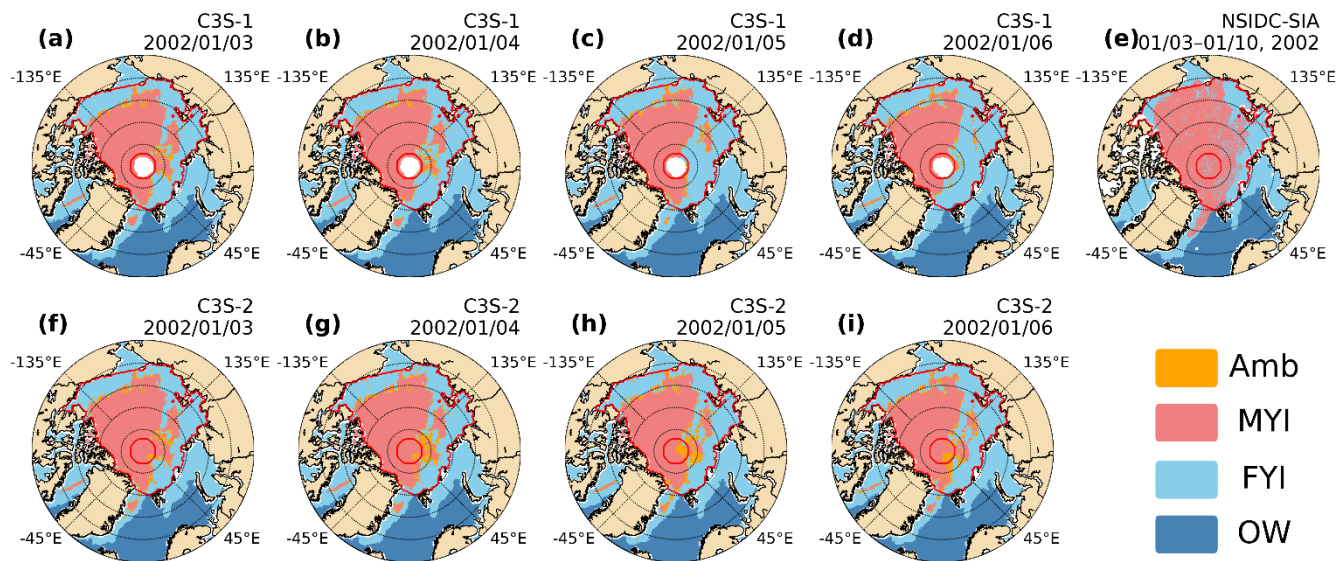 (a) C3S-1
2002/01/03
-135°E 135°E
-45°E 45°E
(b) C3S-1
2002/01/04
-135°E 135°E
-45°E 45°E
(c) C3S-1
2002/01/05
-135°E 135°E
-45°E 45°E
(d) C3S-1
2002/01/06
-135°E 135°E
-45°E 45°E
(e) NSIDC-SIA
01/03–01/10, 2002
-135°E 135°E
-45°E 45°E
(f) C3S-2
2002/01/03
-135°E 135°E
-45°E 45°E
(g) C3S-2
2002/01/04
-135°E 135°E
-45°E 45°E
(h) C3S-2
2002/01/05
-135°E 135°E
-45°E 45°E
(i) C3S-2
2002/01/06
-135°E 135°E
-45°E 45°E
Amb
MYI
FYI
OW